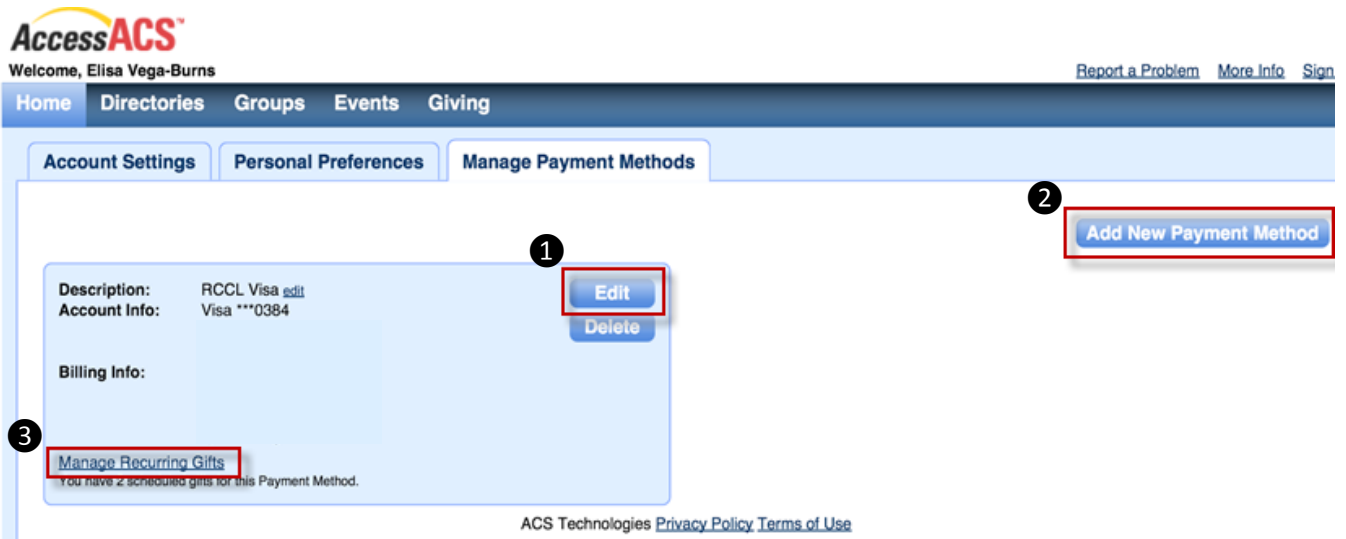 AccessACS™
Welcome, Elisa Vega-Burns
Report a Problem More Info Sign
Home Directories Groups Events Giving
Account Settings Personal Preferences Manage Payment Methods
2
Add New Payment Method
1
Description: RCCL Visa edit
Edit
Account Info: Visa ***0384
Delete
Billing Info:
3
Manage Recurring Gifts
You have 2 scheduled gifts for this Payment Method.
ACS Technologies Privacy Policy Terms of Use